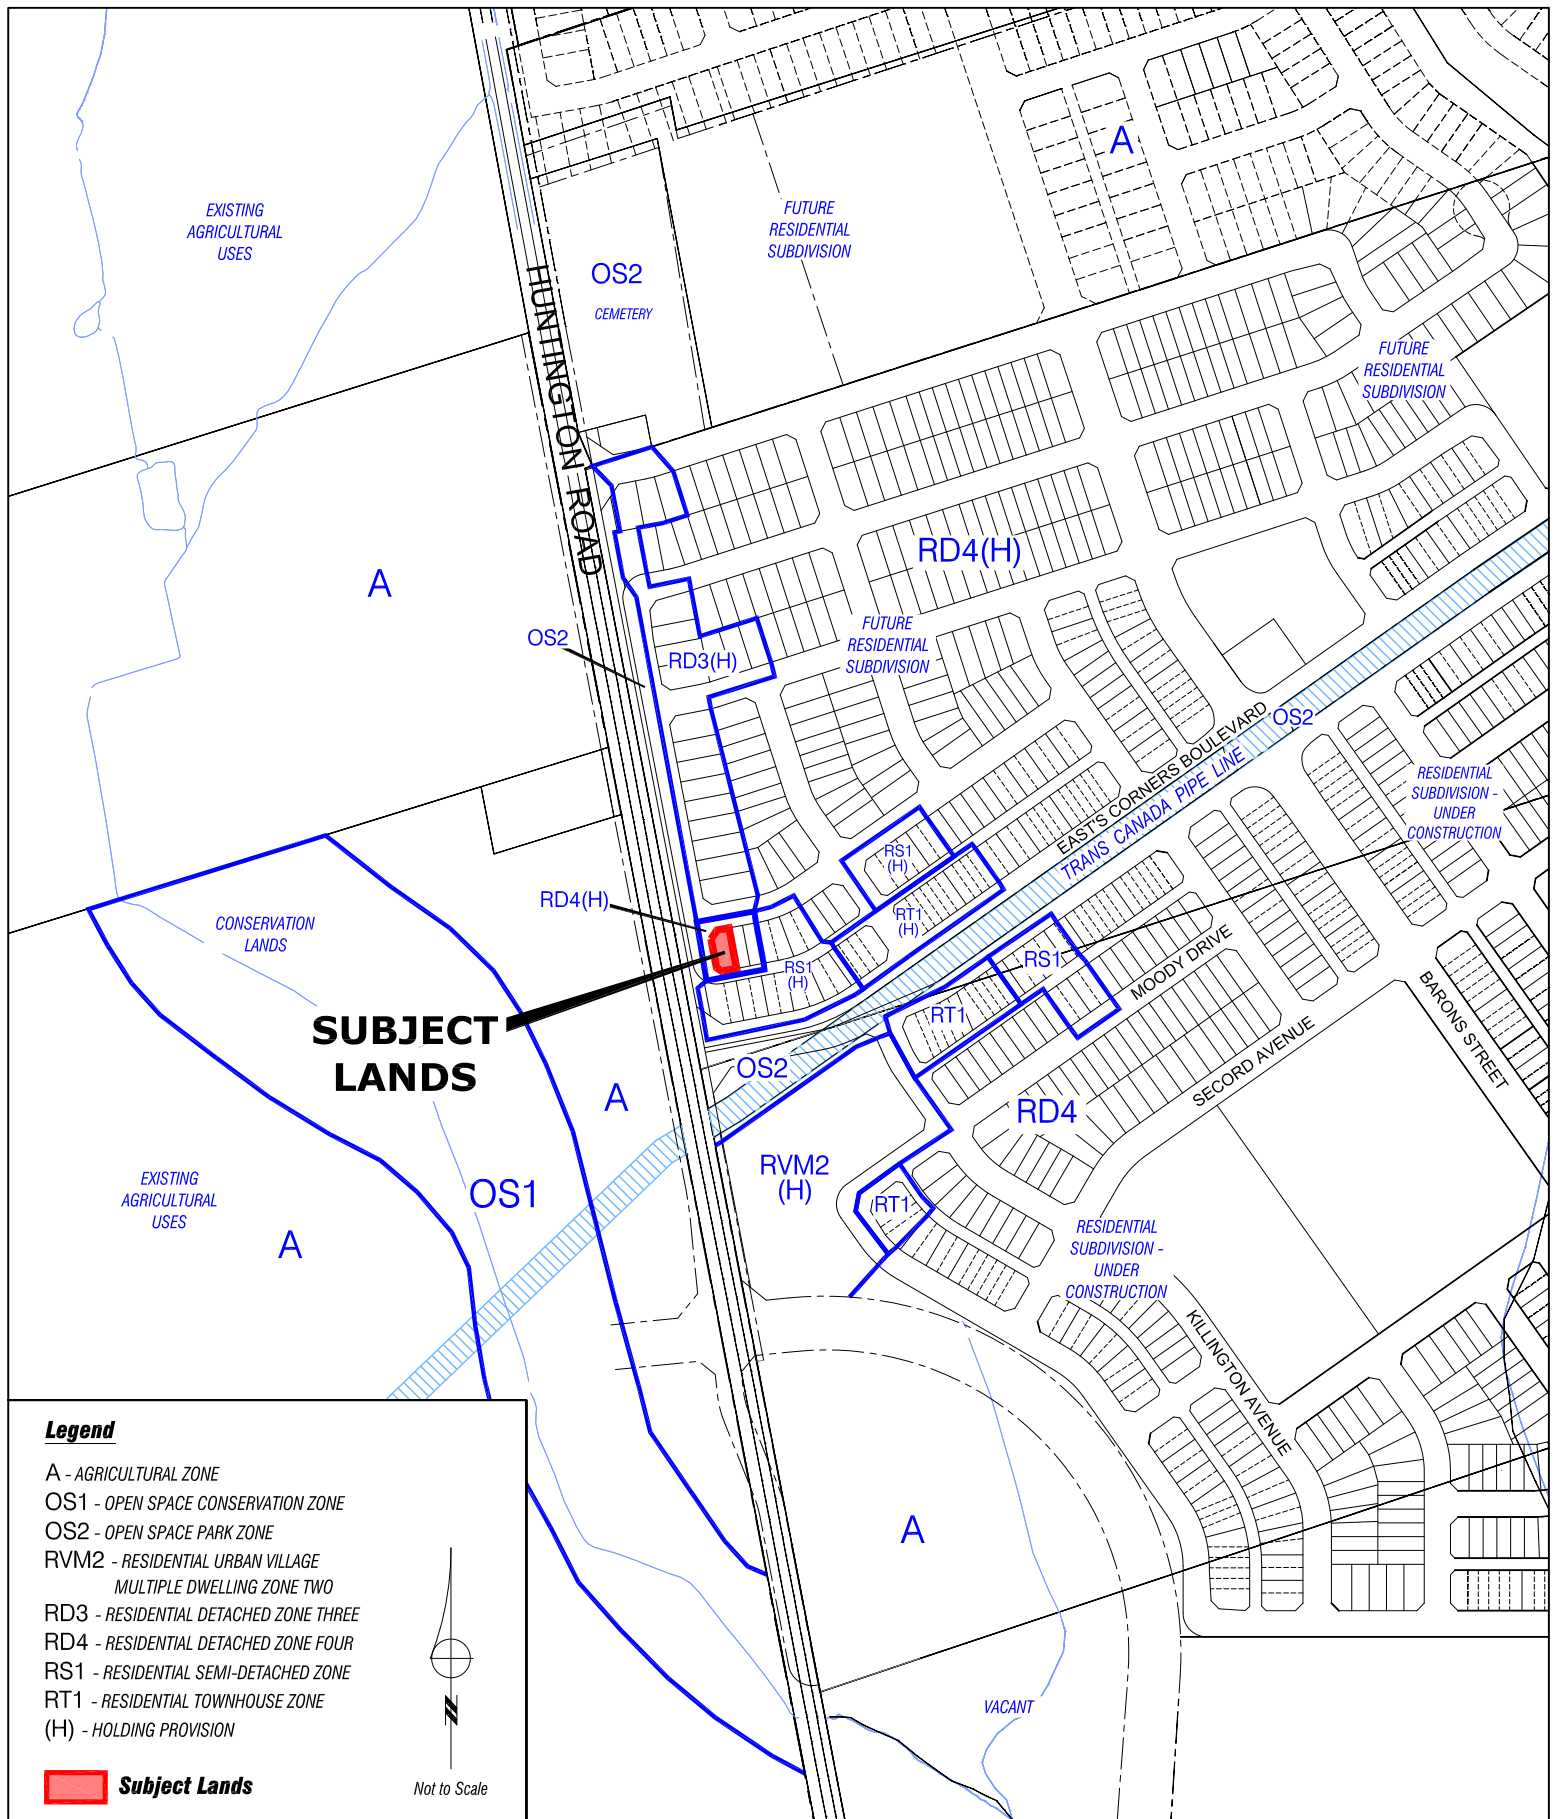 A
EXISTING
AGRICULTURAL
USES
FUTURE
RESIDENTIAL
SUBDIVISION
OS2
CEMETERY
HUNTINGTON ROAD
FUTURE
RESIDENTIAL
SUBDIVISION
A
RD4(H)
OS2
RD3(H)
FUTURE
RESIDENTIAL
SUBDIVISION
EAST'S CORNERS BOULEVARD
OS2
TRANS CANADA PIPE LINE
RESIDENTIAL
SUBDIVISION -
UNDER
CONSTRUCTION
RS1
(H)
RT1
(H)
RD4(H)
CONSERVATION
LANDS
RS1
(H)
RS1
MOODY DRIVE
BARONS STREET
SUBJECT
LANDS
RT1
OS2
SECORD AVENUE
A
RD4
RVM2
(H)
EXISTING
AGRICULTURAL
USES
OS1
RT1
A
RESIDENTIAL
SUBDIVISION -
UNDER
CONSTRUCTION
KILLINGTON AVENUE
A
VACANT
Legend
A - AGRICULTURAL ZONE
OS1 - OPEN SPACE CONSERVATION ZONE
OS2 - OPEN SPACE PARK ZONE
RVM2 - RESIDENTIAL URBAN VILLAGE
MULTIPLE DWELLING ZONE TWO
RD3 - RESIDENTIAL DETACHED ZONE THREE
RD4 - RESIDENTIAL DETACHED ZONE FOUR
RS1 - RESIDENTIAL SEMI-DETACHED ZONE
RT1 - RESIDENTIAL TOWNHOUSE ZONE
(H) - HOLDING PROVISION
Subject Lands
N
Not to Scale